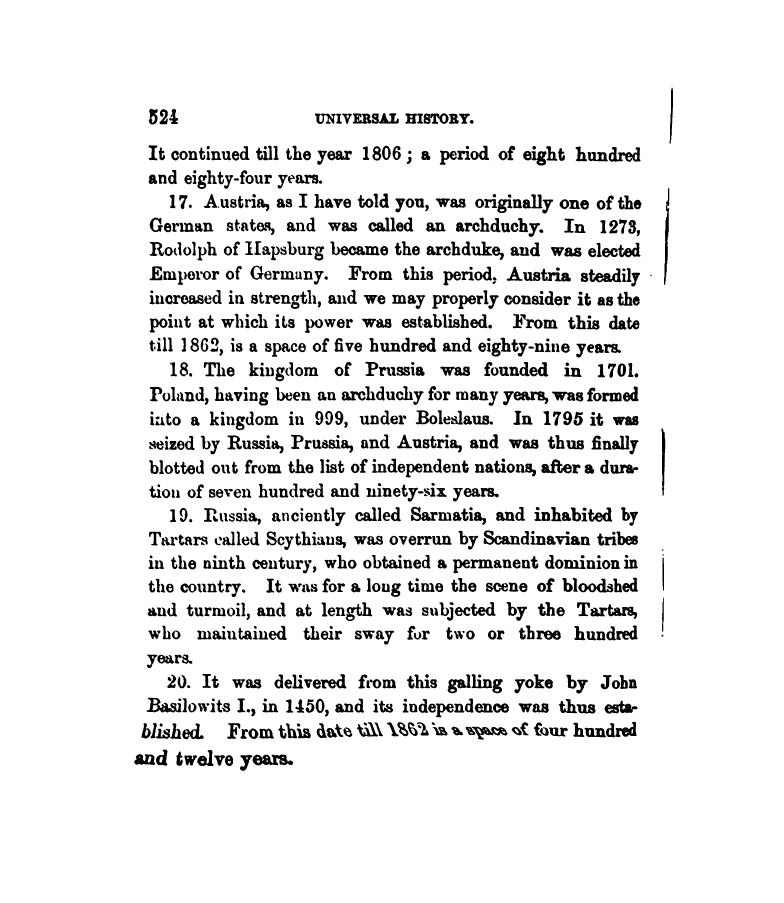 524 UNIVERSAL HISTORY.
It continued till the year 1806 ; a period of eight hundred
and eighty-four years.
17. Austria, as I have told you, was originally one of the
German states, and was called an archduchy. In 1273,
Rodolph of Hapsburg became the archduke, and was elected
Emperor of Germany. From this period, Austria steadily
increased in strength, and we may properly consider it as the
point at which its power was established. From this date
till 1862, is a space of five hundred and eighty-nine years.
18. The kingdom of Prussia was founded in 1701.
Poland, having been an archduchy for many years, was formed
into a kingdom in 999, under Boleslaus. In 1795 it was
seized by Russia, Prussia, and Austria, and was thus finally
blotted out from the list of independent nations, after a dura-
tion of seven hundred and ninety-six years.
19. Russia, anciently called Sarmatia, and inhabited by
Tartars called Scythians, was overrun by Scandinavian tribes
in the ninth century, who obtained a permanent dominion in
the country. It was for a long time the scene of bloodshed
and turmoil, and at length was subjected by the Tartars,
who maintained their sway for two or three hundred
years.
20. It was delivered from this galling yoke by John
Basilowits I., in 1450, and its independence was thus esta-
blished. From this date till 1862 is a space of four hundred
and twelve years.